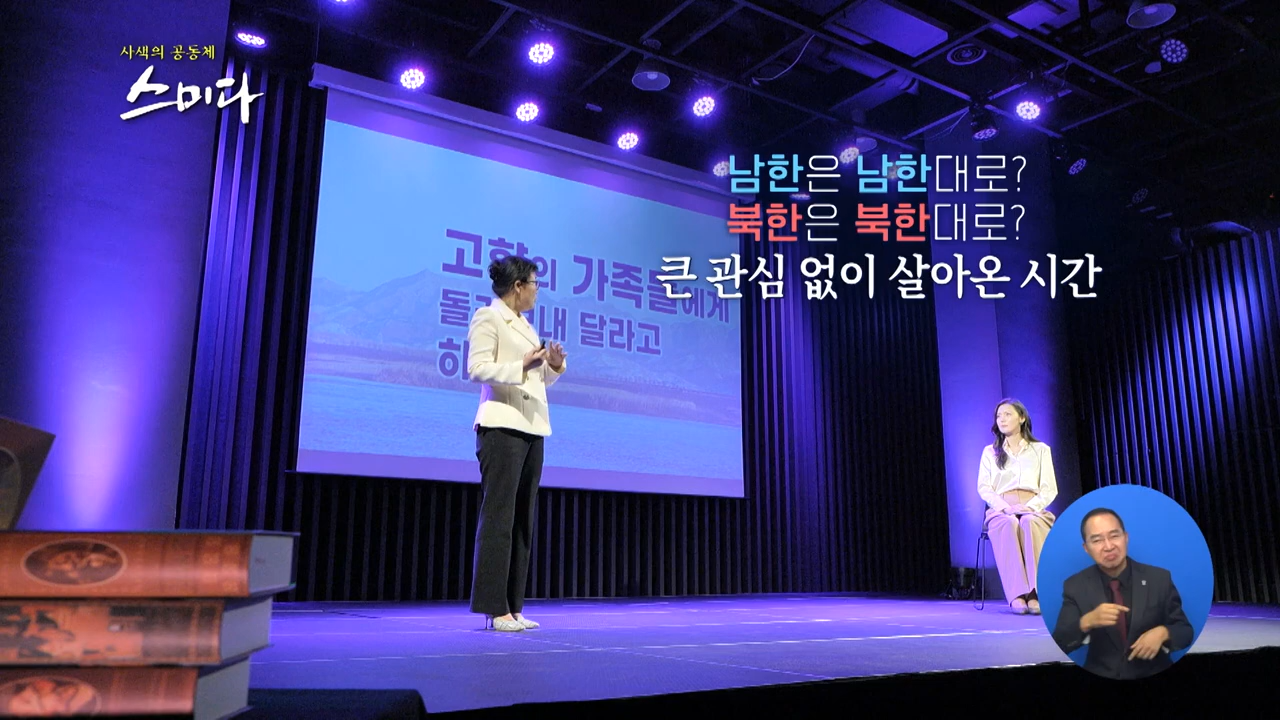 사색의 공동체
스미다
남한은 남한대로?
북한은 북한대로?
큰 관심 없이 살아온 시간
고향의 가족들에게
달라고